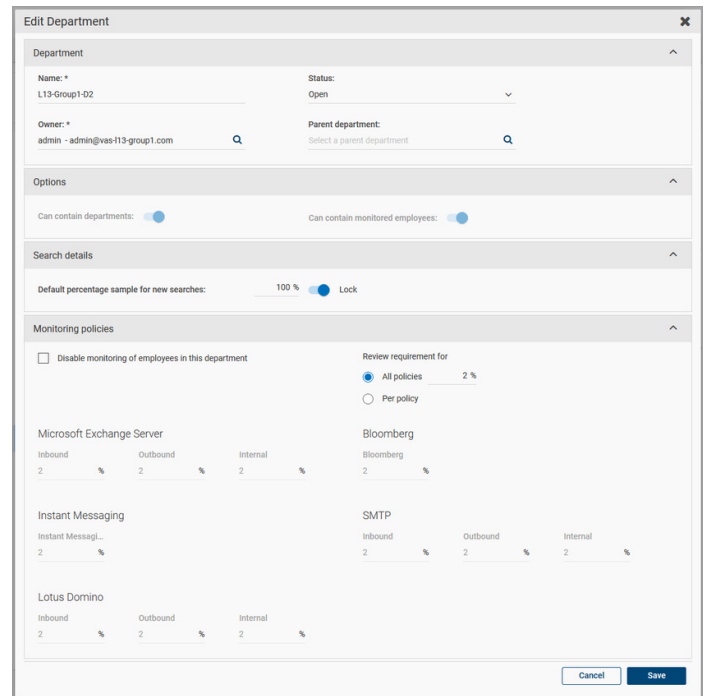 Edit Department
Department
Name: * Status:
L13-Group1-D2 Open
Owner: * Parent department:
admin - admin@vas-l13-group1.com Select a parent department
Options
Can contain departments: Can contain monitored employees:
Search details
Default percentage sample for new searches: 100 % Lock
Monitoring policies
Disable monitoring of employees in this department Review requirement for
All policies 2 %
Per policy
Microsoft Exchange Server Bloomberg
Inbound Outbound Internal Bloomberg
2 % 2 % 2 % 2 %
Instant Messaging SMTP
Instant Messagi... Inbound Outbound Internal
2 % 2 % 2 % 2 %
Lotus Domino
Inbound Outbound Internal
2 % 2 % 2 %
Cancel Save